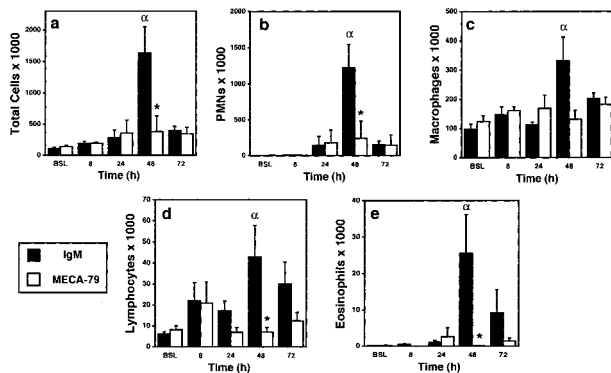 a
Total Cells x 1000
2000
1500
1000
500
0
α
*
BSL 8 24 48 72
Time (h)
b
PMNs x 1000
2000
1500
1000
500
0
α
*
BSL 8 24 48 72
Time (h)
c
Macrophages x 1000
500
400
300
200
100
0
α
BSL 8 24 48 72
Time (h)
IgM
MECA-79
d
Lymphocytes x 1000
70
60
50
40
30
20
10
0
α
*
BSL 8 24 48 72
Time (h)
e
Eosinophils x 1000
40
30
20
10
0
α
*
BSL 8 24 48 72
Time (h)